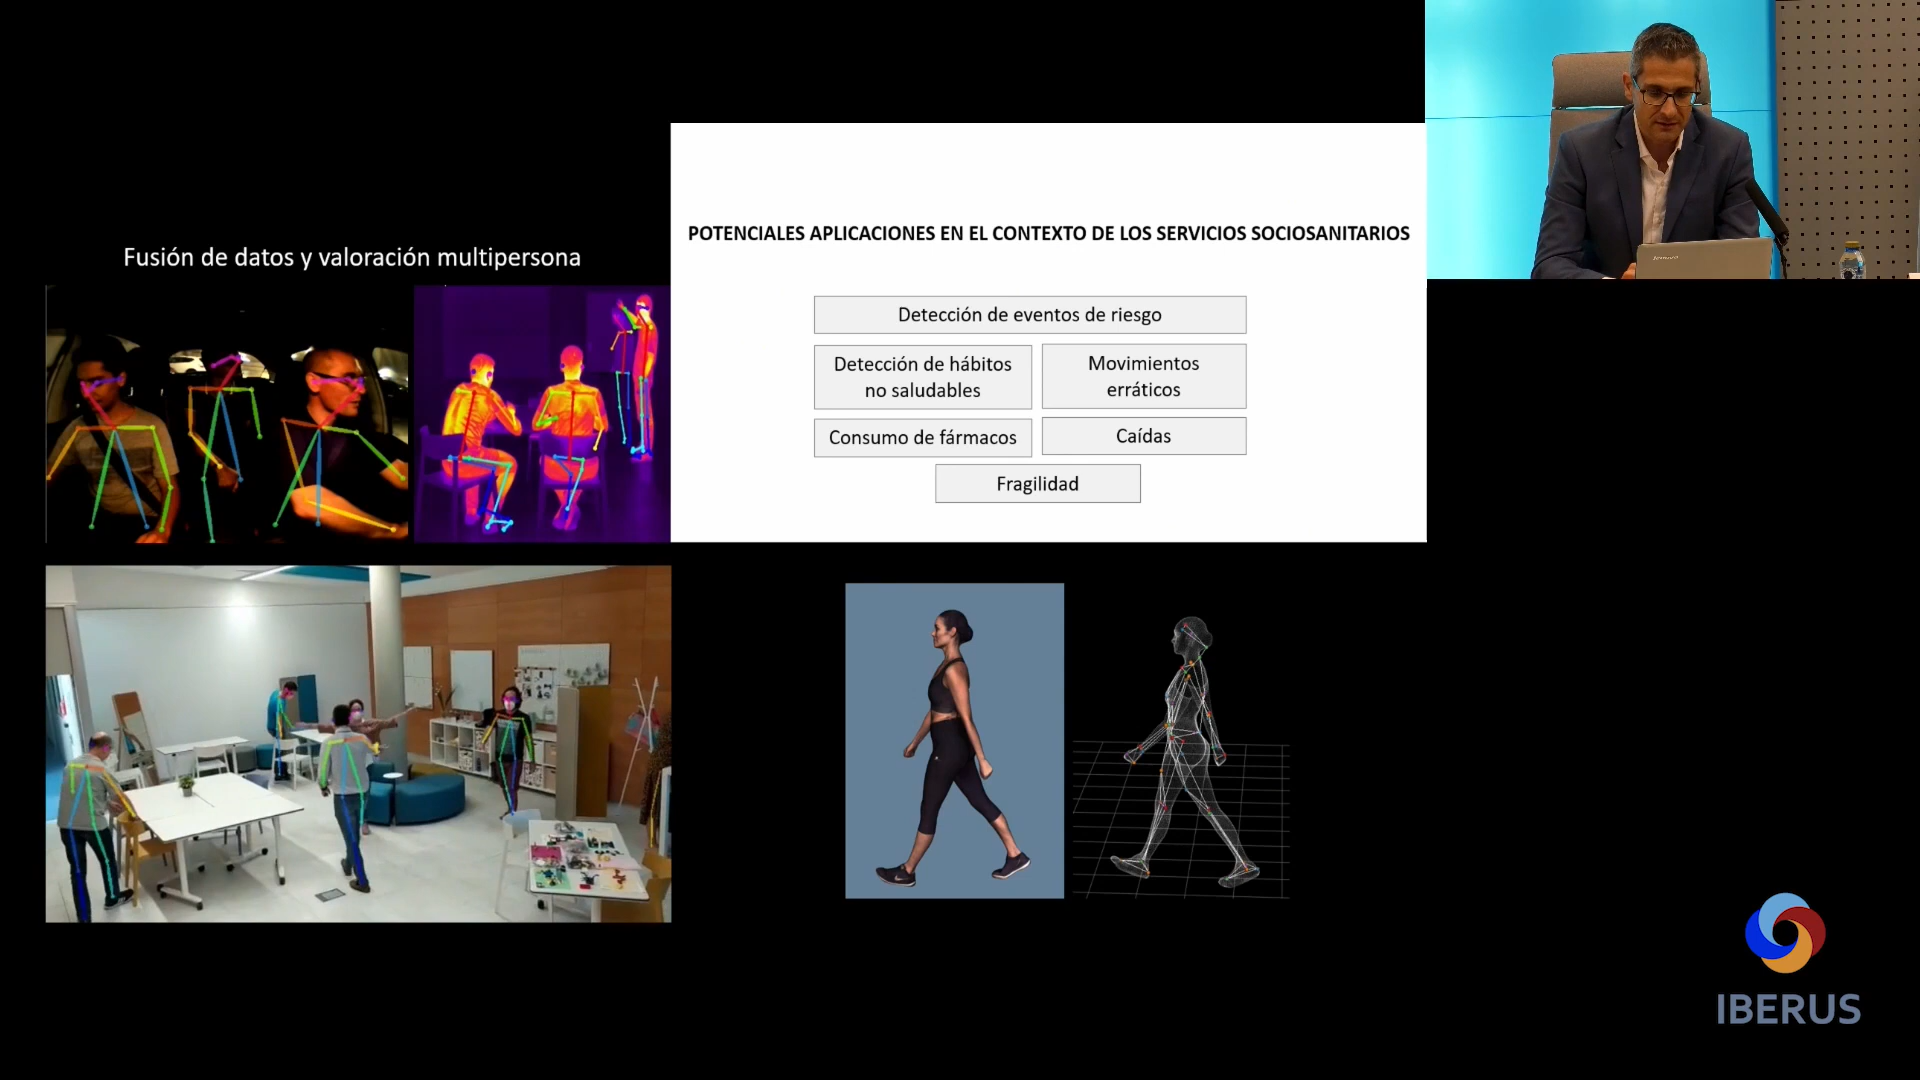 Fusión de datos y valoración multipersona
POTENCIALES APLICACIONES EN EL CONTEXTO DE LOS SERVICIOS SOCIOSANITARIOS
Detección de eventos de riesgo
Detección de hábitos
no saludables
Movimientos
erráticos
Consumo de fármacos
Caídas
Fragilidad
lenovo
IBERUS